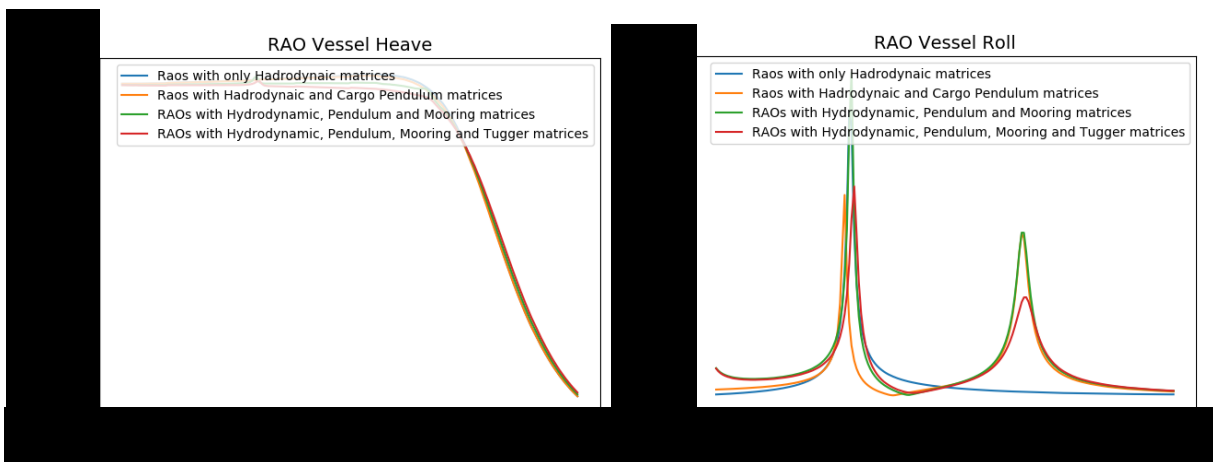 RAO Vessel Heave
Raos with only Hadrodynaic matrices
Raos with Hadrodynaic and Cargo Pendulum matrices
RAOs with Hydrodynamic, Pendulum and Mooring matrices
RAOs with Hydrodynamic, Pendulum, Mooring and Tugger matrices
RAO Vessel Roll
Raos with only Hadrodynaic matrices
Raos with Hadrodynaic and Cargo Pendulum matrices
RAOs with Hydrodynamic, Pendulum and Mooring matrices
RAOs with Hydrodynamic, Pendulum, Mooring and Tugger matrices